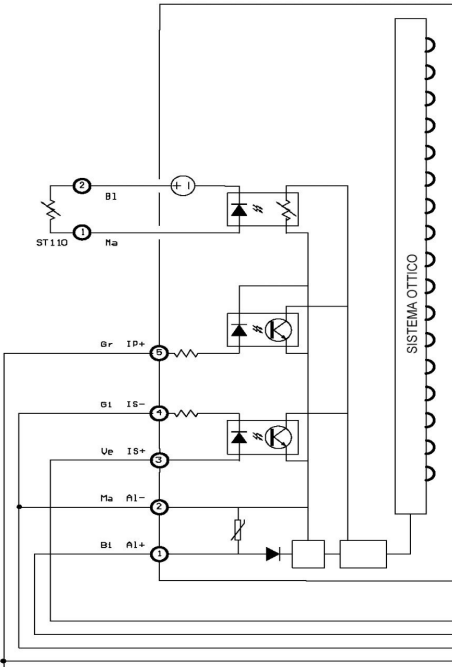 2
Bl
+ I
ST110
1
Ma
SISTEMA OTTICO
Gr IP+
5
Gi IS-
4
Ve IS+
3
Ma Al-
2
Bi Al+
1